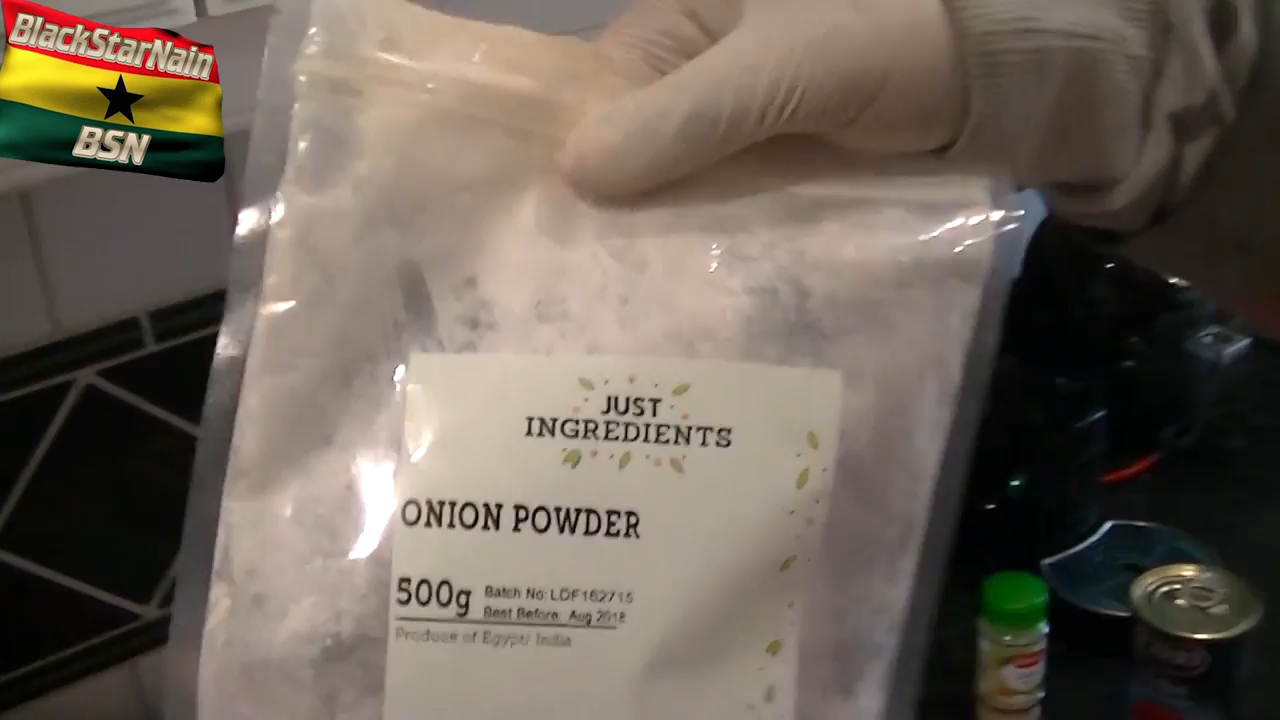 BlackStarNain
BSN
JUST
INGREDIENTS
ONION POWDER
500g
Batch No: LDF162715
Best Before: Aug 2018
Produce of Egypt/ India